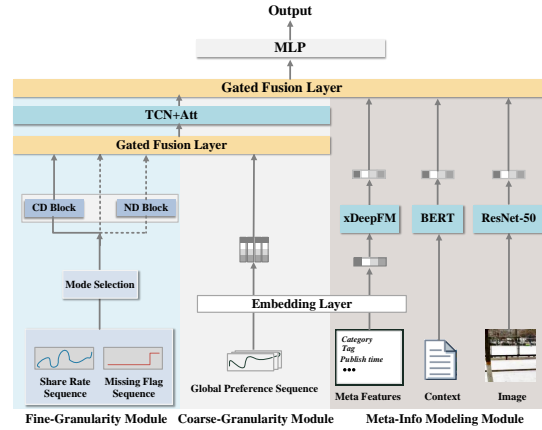 Output
MLP
Gated Fusion Layer
TCN+Att
Gated Fusion Layer
CD Block
ND Block
xDeepFM
BERT
ResNet-50
Mode Selection
Embedding Layer
Category
Tag
Publish time
•••
Share Rate
Sequence
Missing Flag
Sequence
Global Preference Sequence
Meta Features
Context
Image
Fine-Granularity Module
Coarse-Granularity Module
Meta-Info Modeling Module